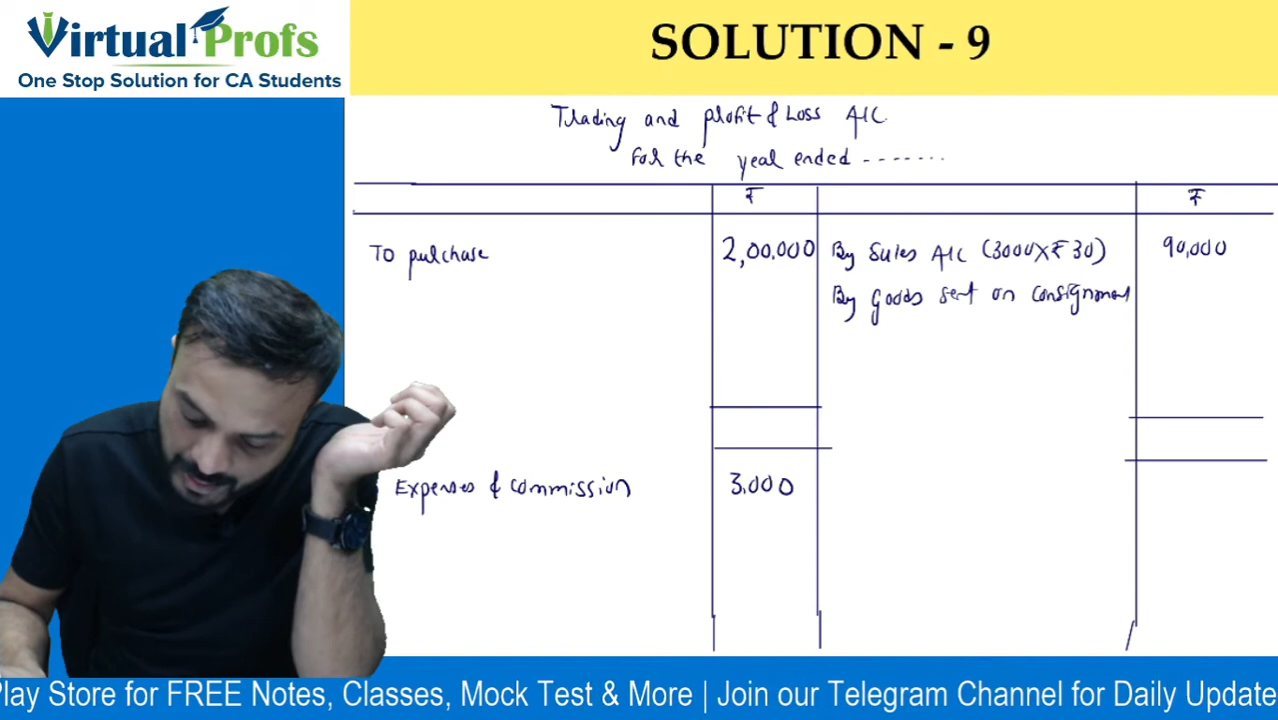 Virtual Profs
One Stop Solution for CA Students
SOLUTION - 9
Trading and profit & Loss A/C
For the year ended --------
₹ ₹
To purchase 2,00,000 By Sales A/C (3000X₹30) 90,000
By Goods sent on consignment
Expenses & commission 3,000
Play Store for FREE Notes, Classes, Mock Test & More | Join our Telegram Channel for Daily Update